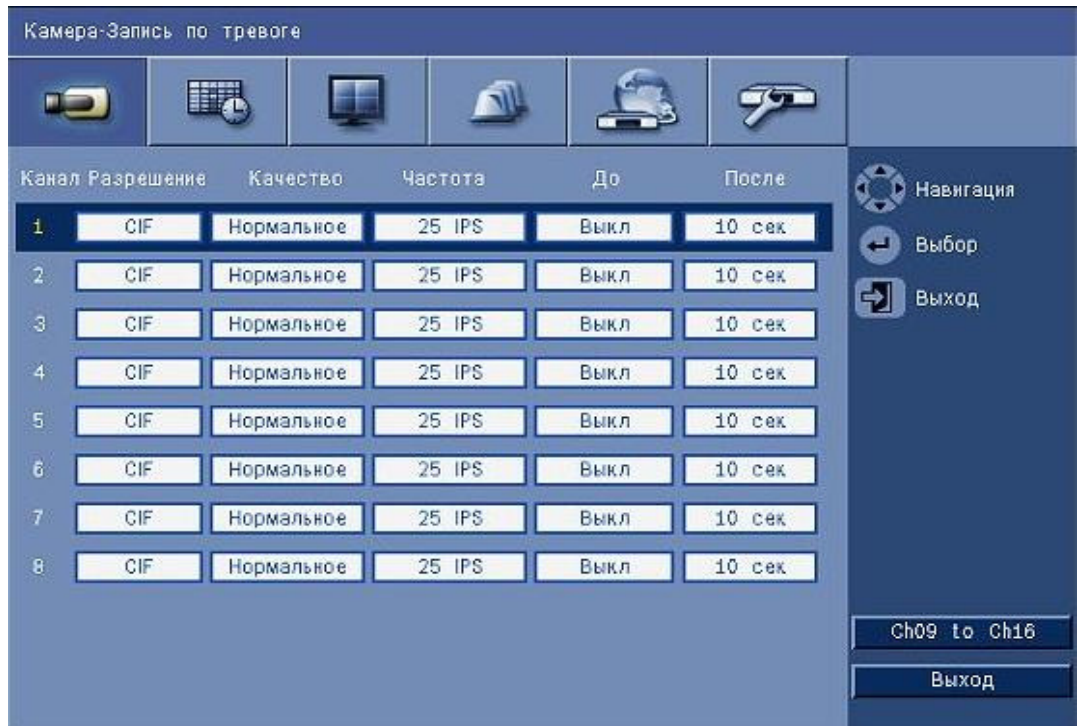 Камера-Запись по тревоге
Канал Разрешение Качество Частота До После
1 CIF Нормальное 25 IPS Выкл 10 сек
2 CIF Нормальное 25 IPS Выкл 10 сек
3 CIF Нормальное 25 IPS Выкл 10 сек
4 CIF Нормальное 25 IPS Выкл 10 сек
5 CIF Нормальное 25 IPS Выкл 10 сек
6 CIF Нормальное 25 IPS Выкл 10 сек
7 CIF Нормальное 25 IPS Выкл 10 сек
8 CIF Нормальное 25 IPS Выкл 10 сек
Навигация
Выбор
Выход
Ch09 to Ch16
Выход